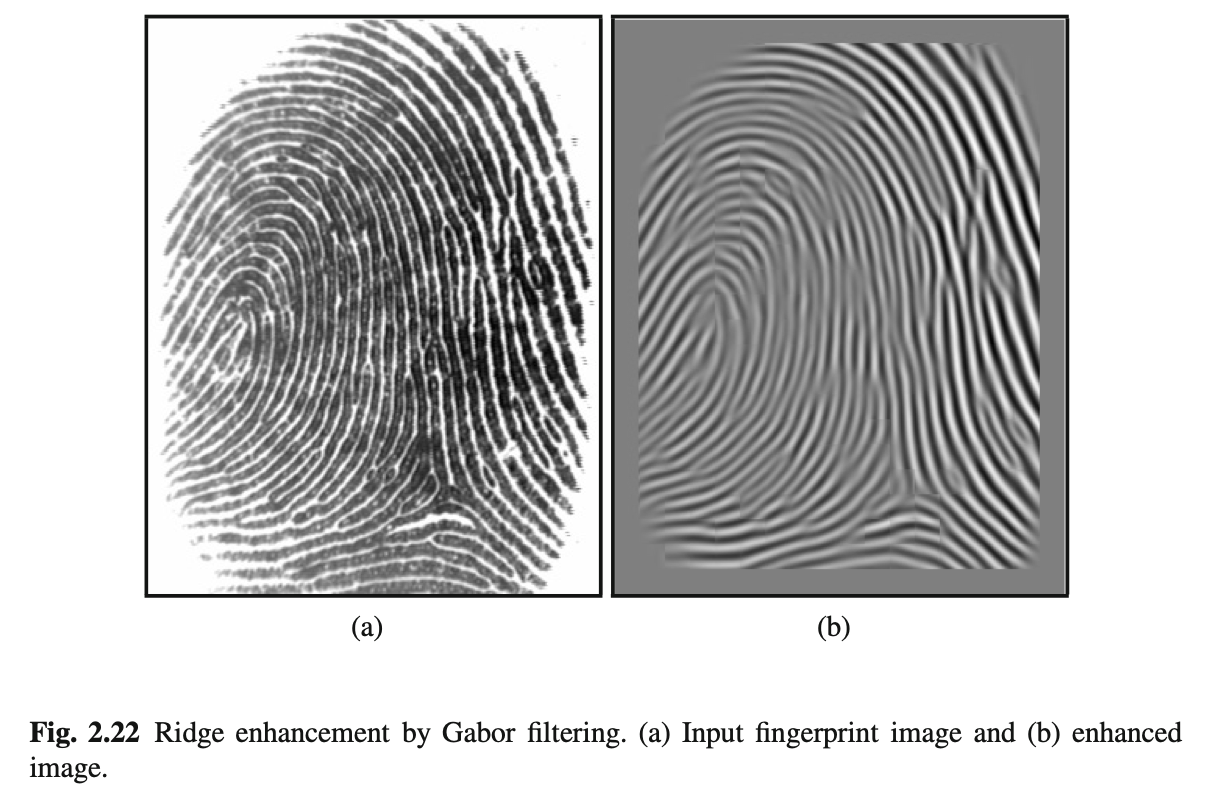 (a)
(b)
Fig. 2.22 Ridge enhancement by Gabor filtering. (a) Input fingerprint image and (b) enhanced
image.